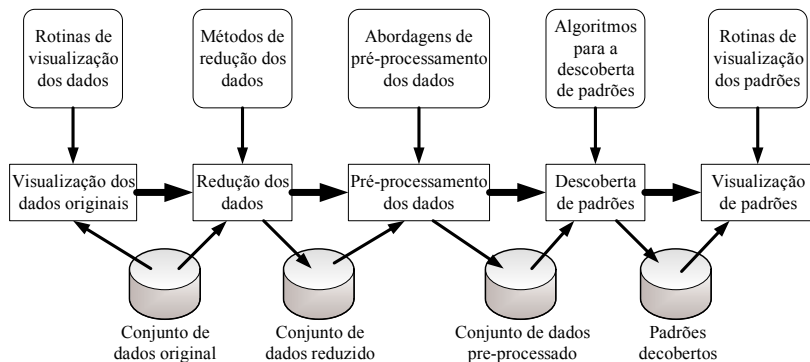 Rotinas de
visualização
dos dados
Métodos de
redução dos
dados
Abordagens de
pré-processamento
dos dados
Algoritmos
para a
descoberta
de padrões
Rotinas de
visualização
dos padrões
Visualização dos
dados originais
Redução dos
dados
Pré-processamento
dos dados
Descoberta
de padrões
Visualização
de padrões
Conjunto de
dados original
Conjunto de
dados reduzido
Conjunto de dados
pre-processado
Padrões
decobertos